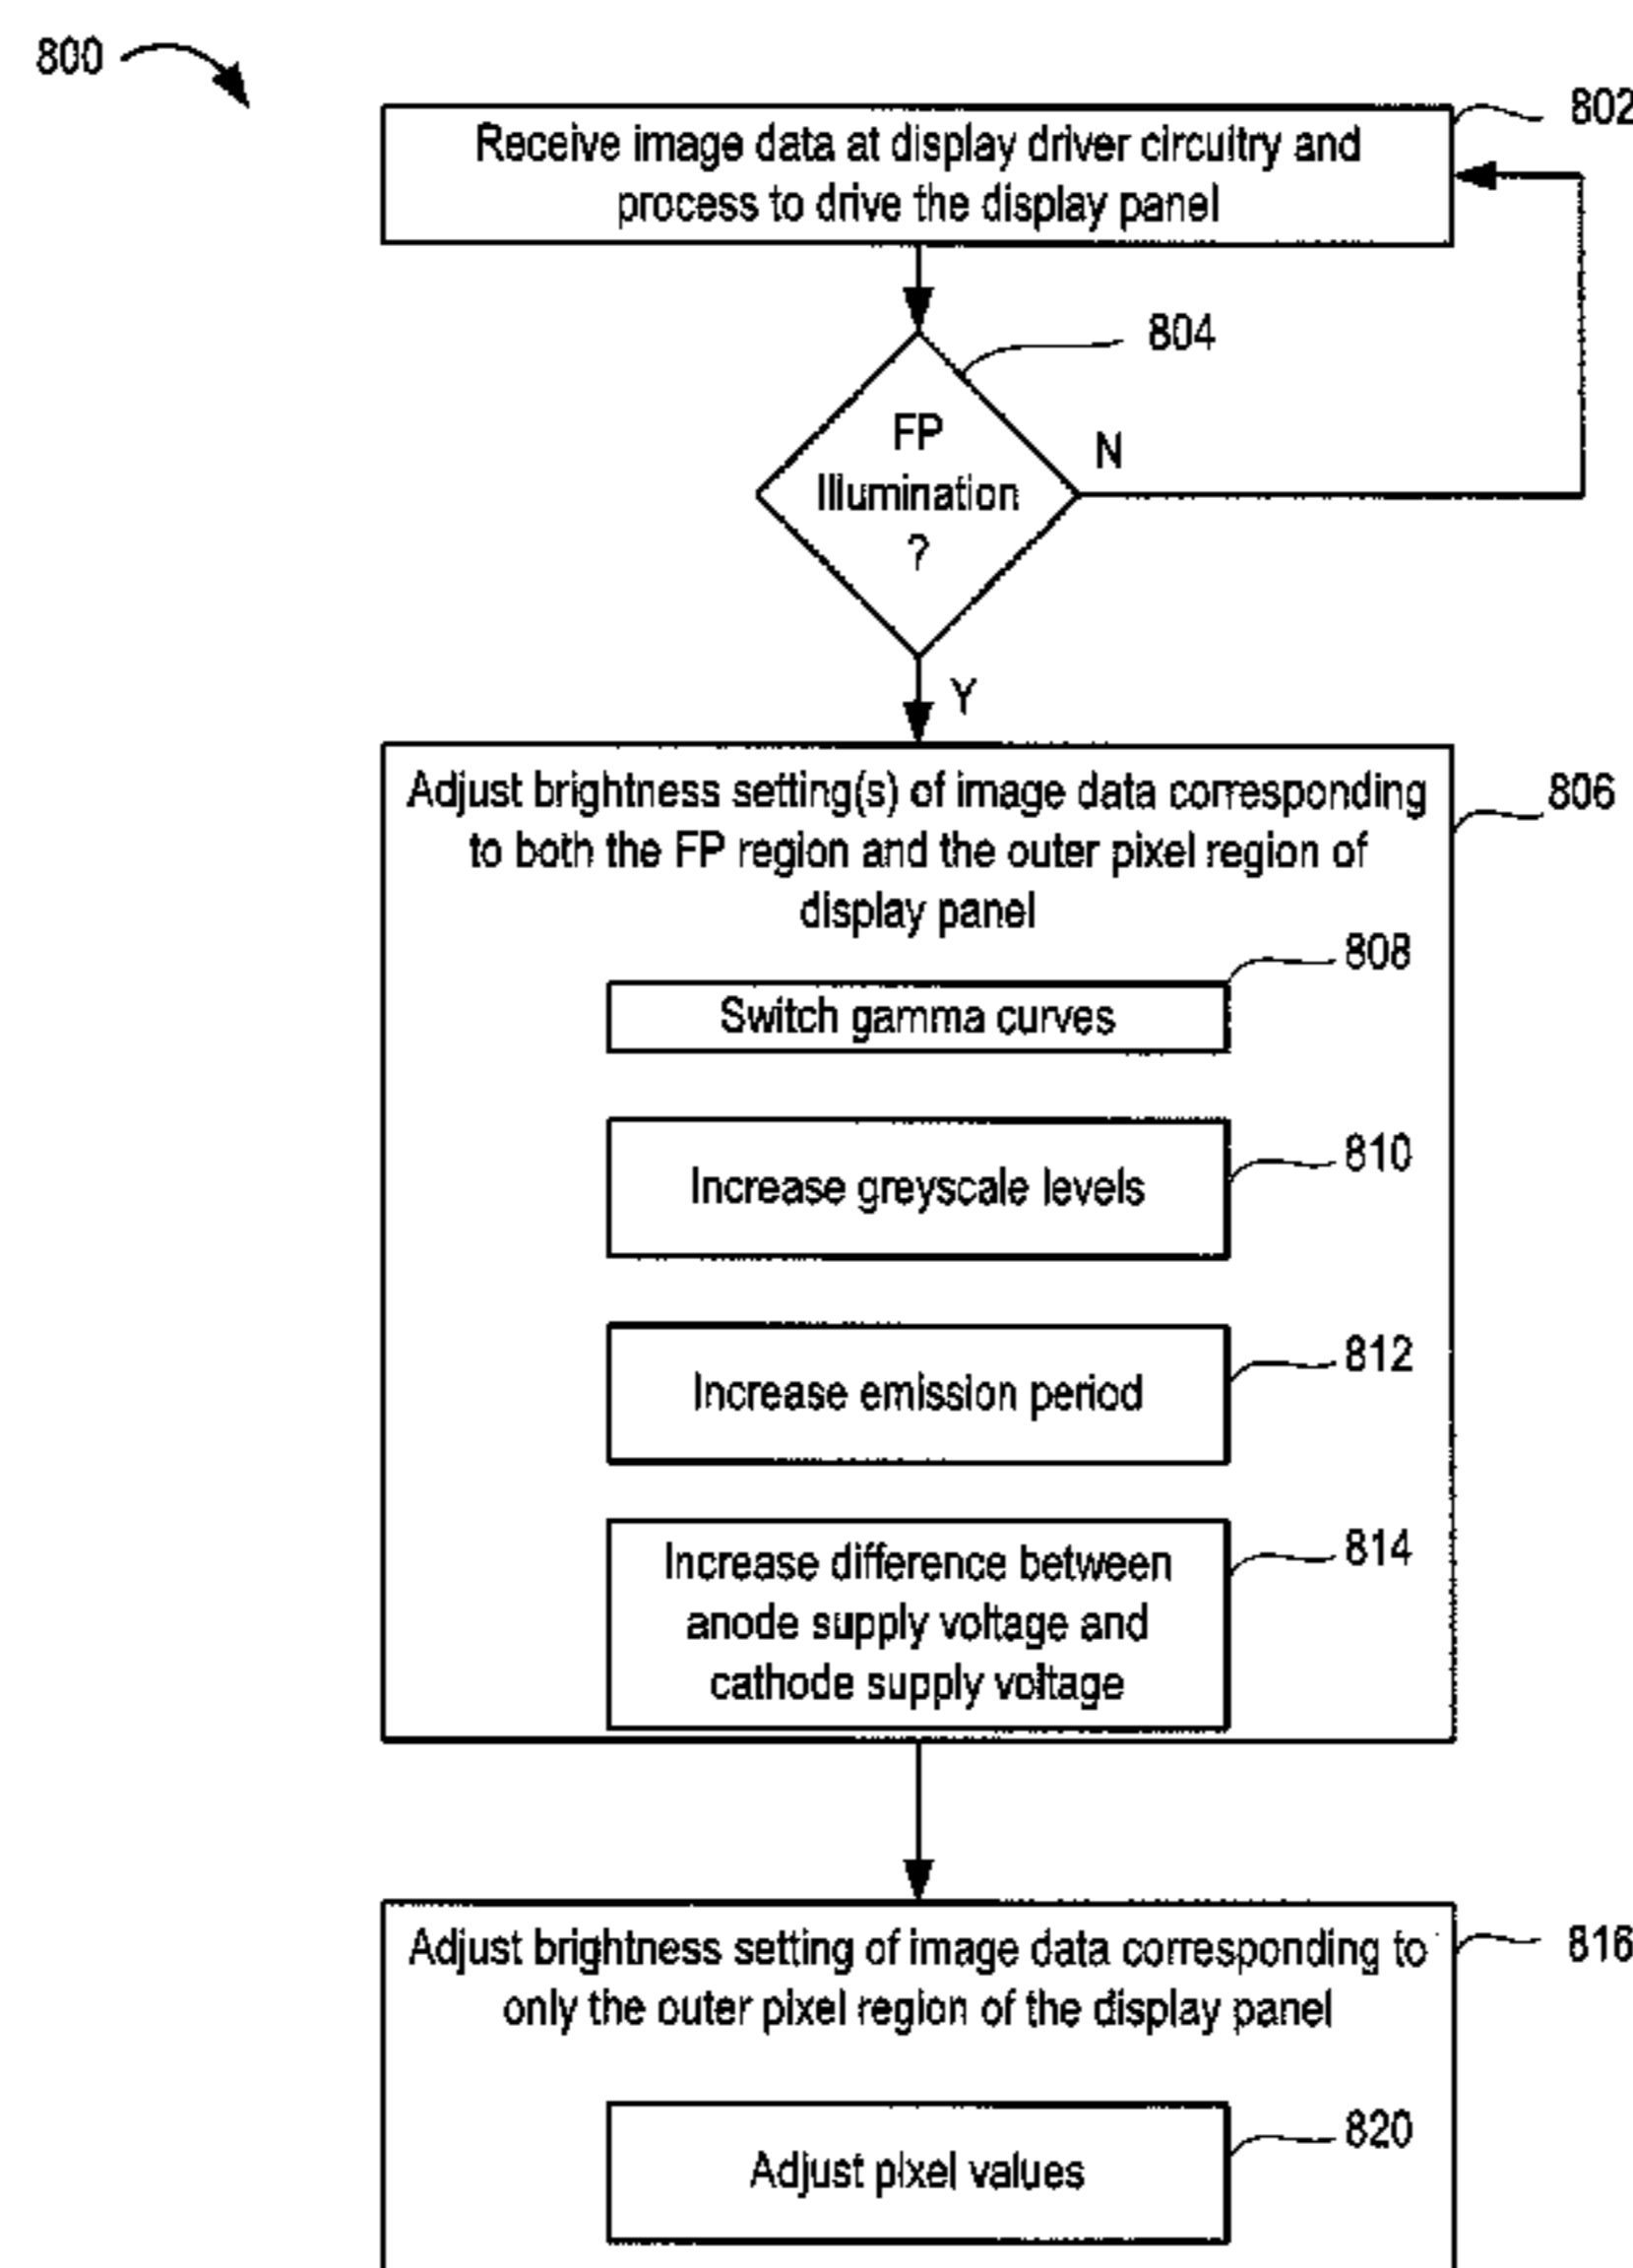 800
802
Receive image data at display driver circuitry and
process to drive the display panel
804
FP
Illumination
?
N
Y
806
Adjust brightness setting(s) of image data corresponding
to both the FP region and the outer pixel region of
display panel
808
Switch gamma curves
810
Increase greyscale levels
812
Increase emission period
814
Increase difference between
anode supply voltage and
cathode supply voltage
816
Adjust brightness setting of image data corresponding to
only the outer pixel region of the display panel
820
Adjust pixel values